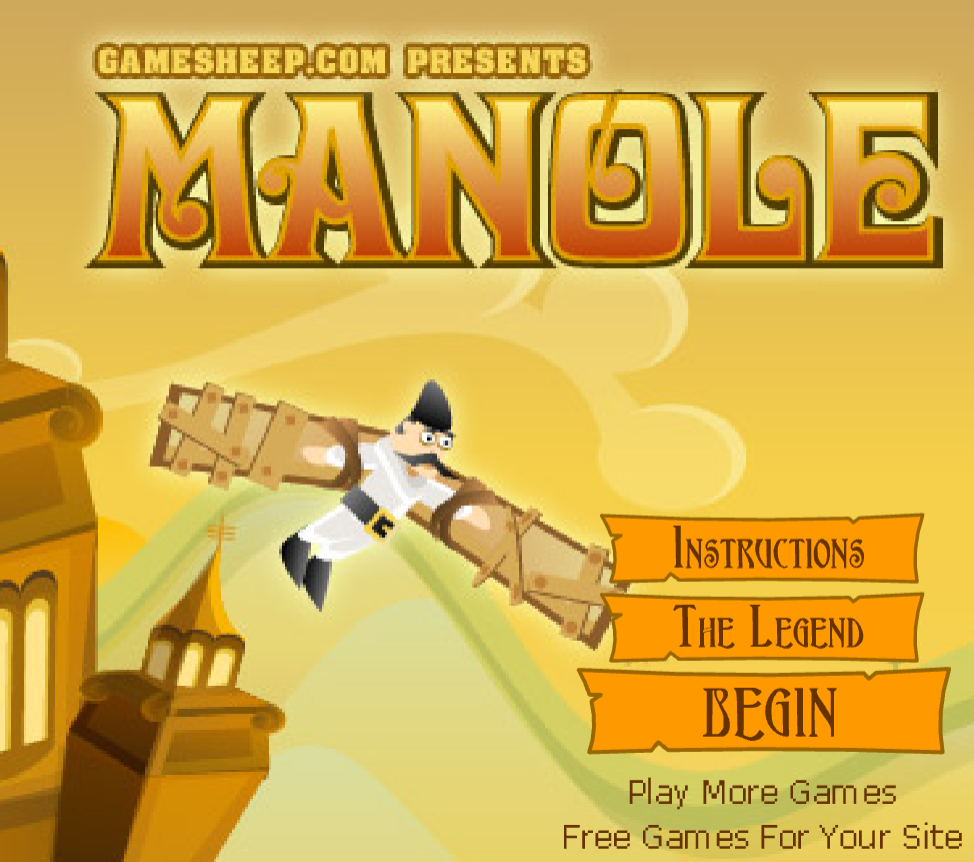 GAMESHEEP.COM PRESENTS
MANOLE
INSTRUCTIONS
THE LEGEND
BEGIN
Play More Games
Free Games For Your Site